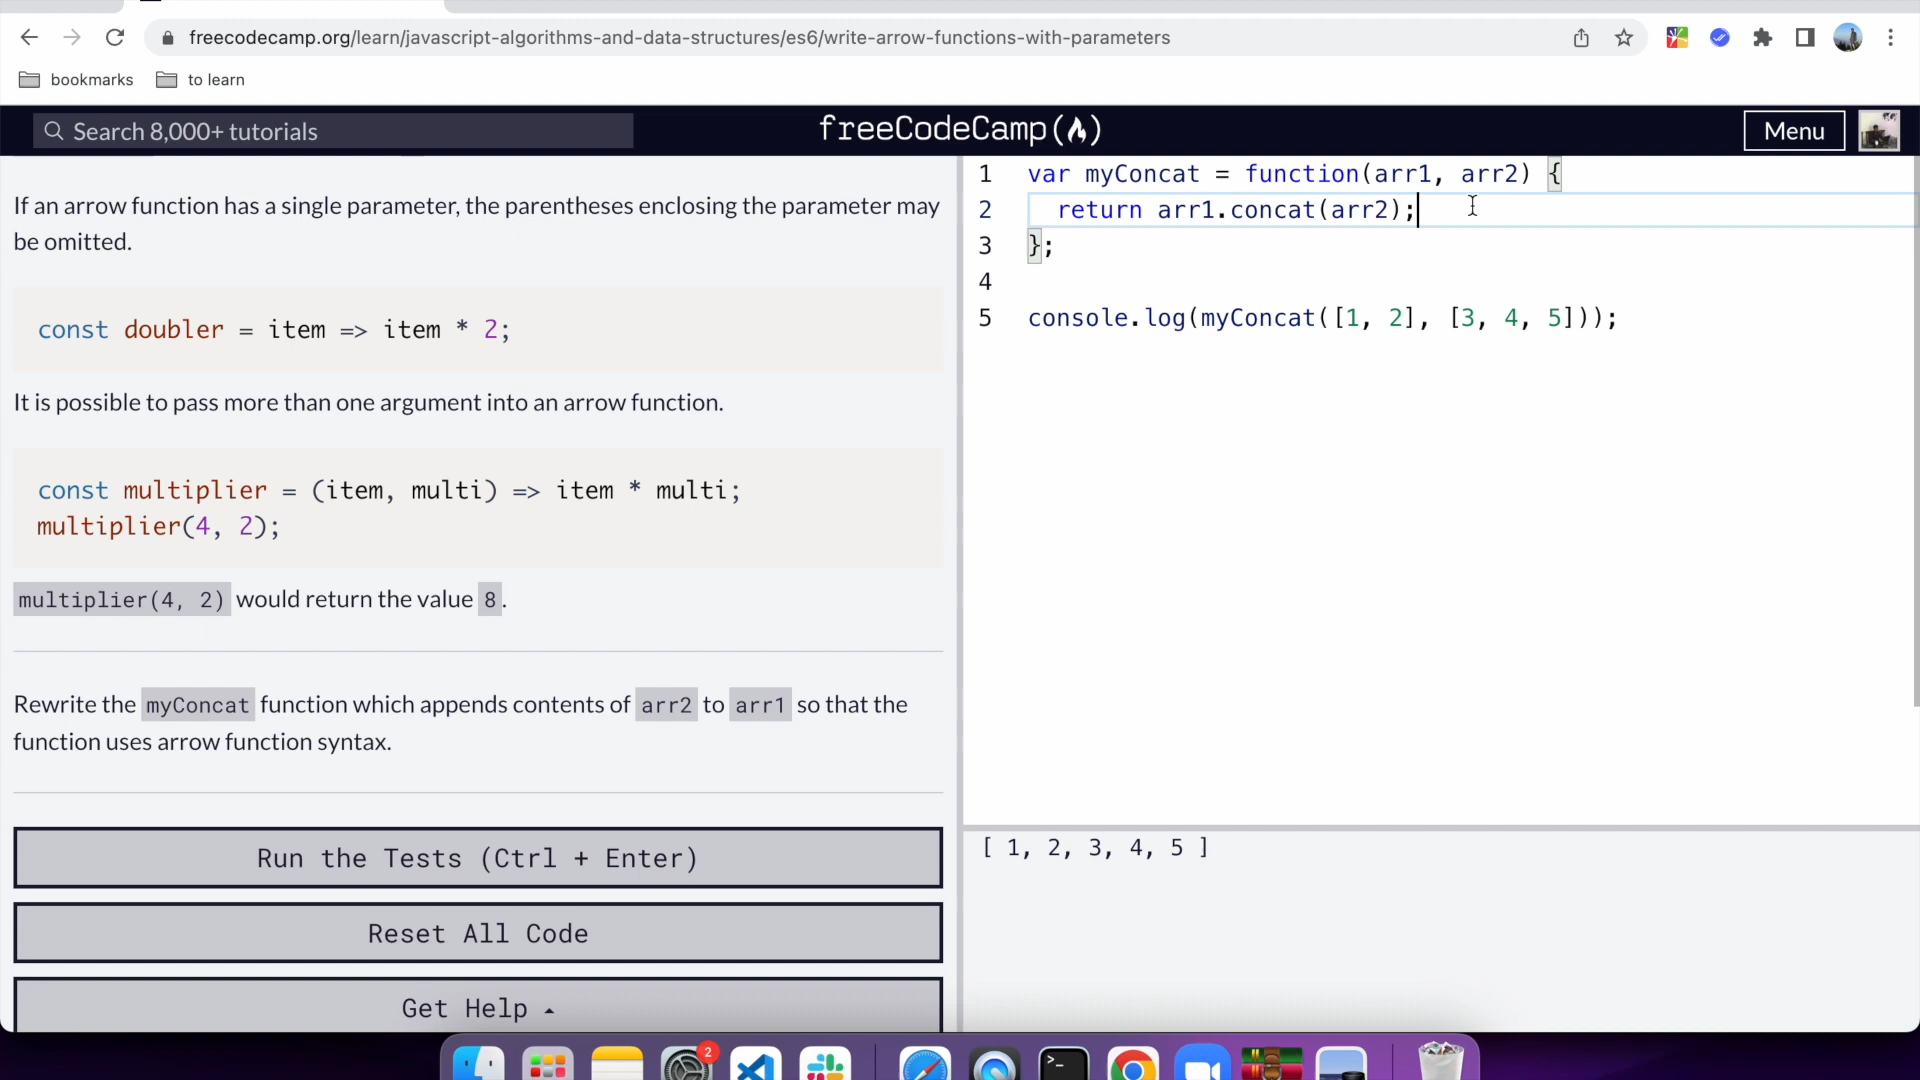 freecodecamp.org/learn/javascript-algorithms-and-data-structures/es6/write-arrow-functions-with-parameters
bookmarks to learn
Search 8,000+ tutorials
freeCodeCamp
Menu
If an arrow function has a single parameter, the parentheses enclosing the parameter may
be omitted.
const doubler = item => item * 2;
It is possible to pass more than one argument into an arrow function.
const multiplier = (item, multi) => item * multi;
multiplier(4, 2);
multiplier(4, 2) would return the value 8.
Rewrite the myConcat function which appends contents of arr2 to arr1 so that the
function uses arrow function syntax.
Run the Tests (Ctrl + Enter)
Reset All Code
Get Help
1 var myConcat = function(arr1, arr2) {
2 return arr1.concat(arr2);
3 };
4
5 console.log(myConcat([1, 2], [3, 4, 5]));
[ 1, 2, 3, 4, 5 ]
2
>_